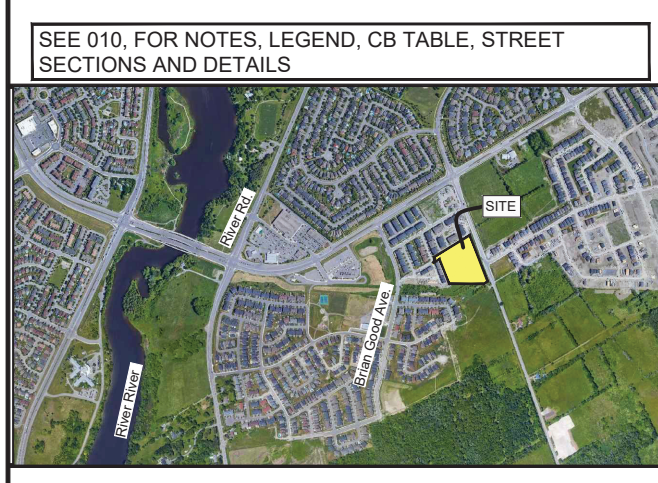 SEE 010, FOR NOTES, LEGEND, CB TABLE, STREET
SECTIONS AND DETAILS
SITE
River Rd.
Brian Good Ave.
River River